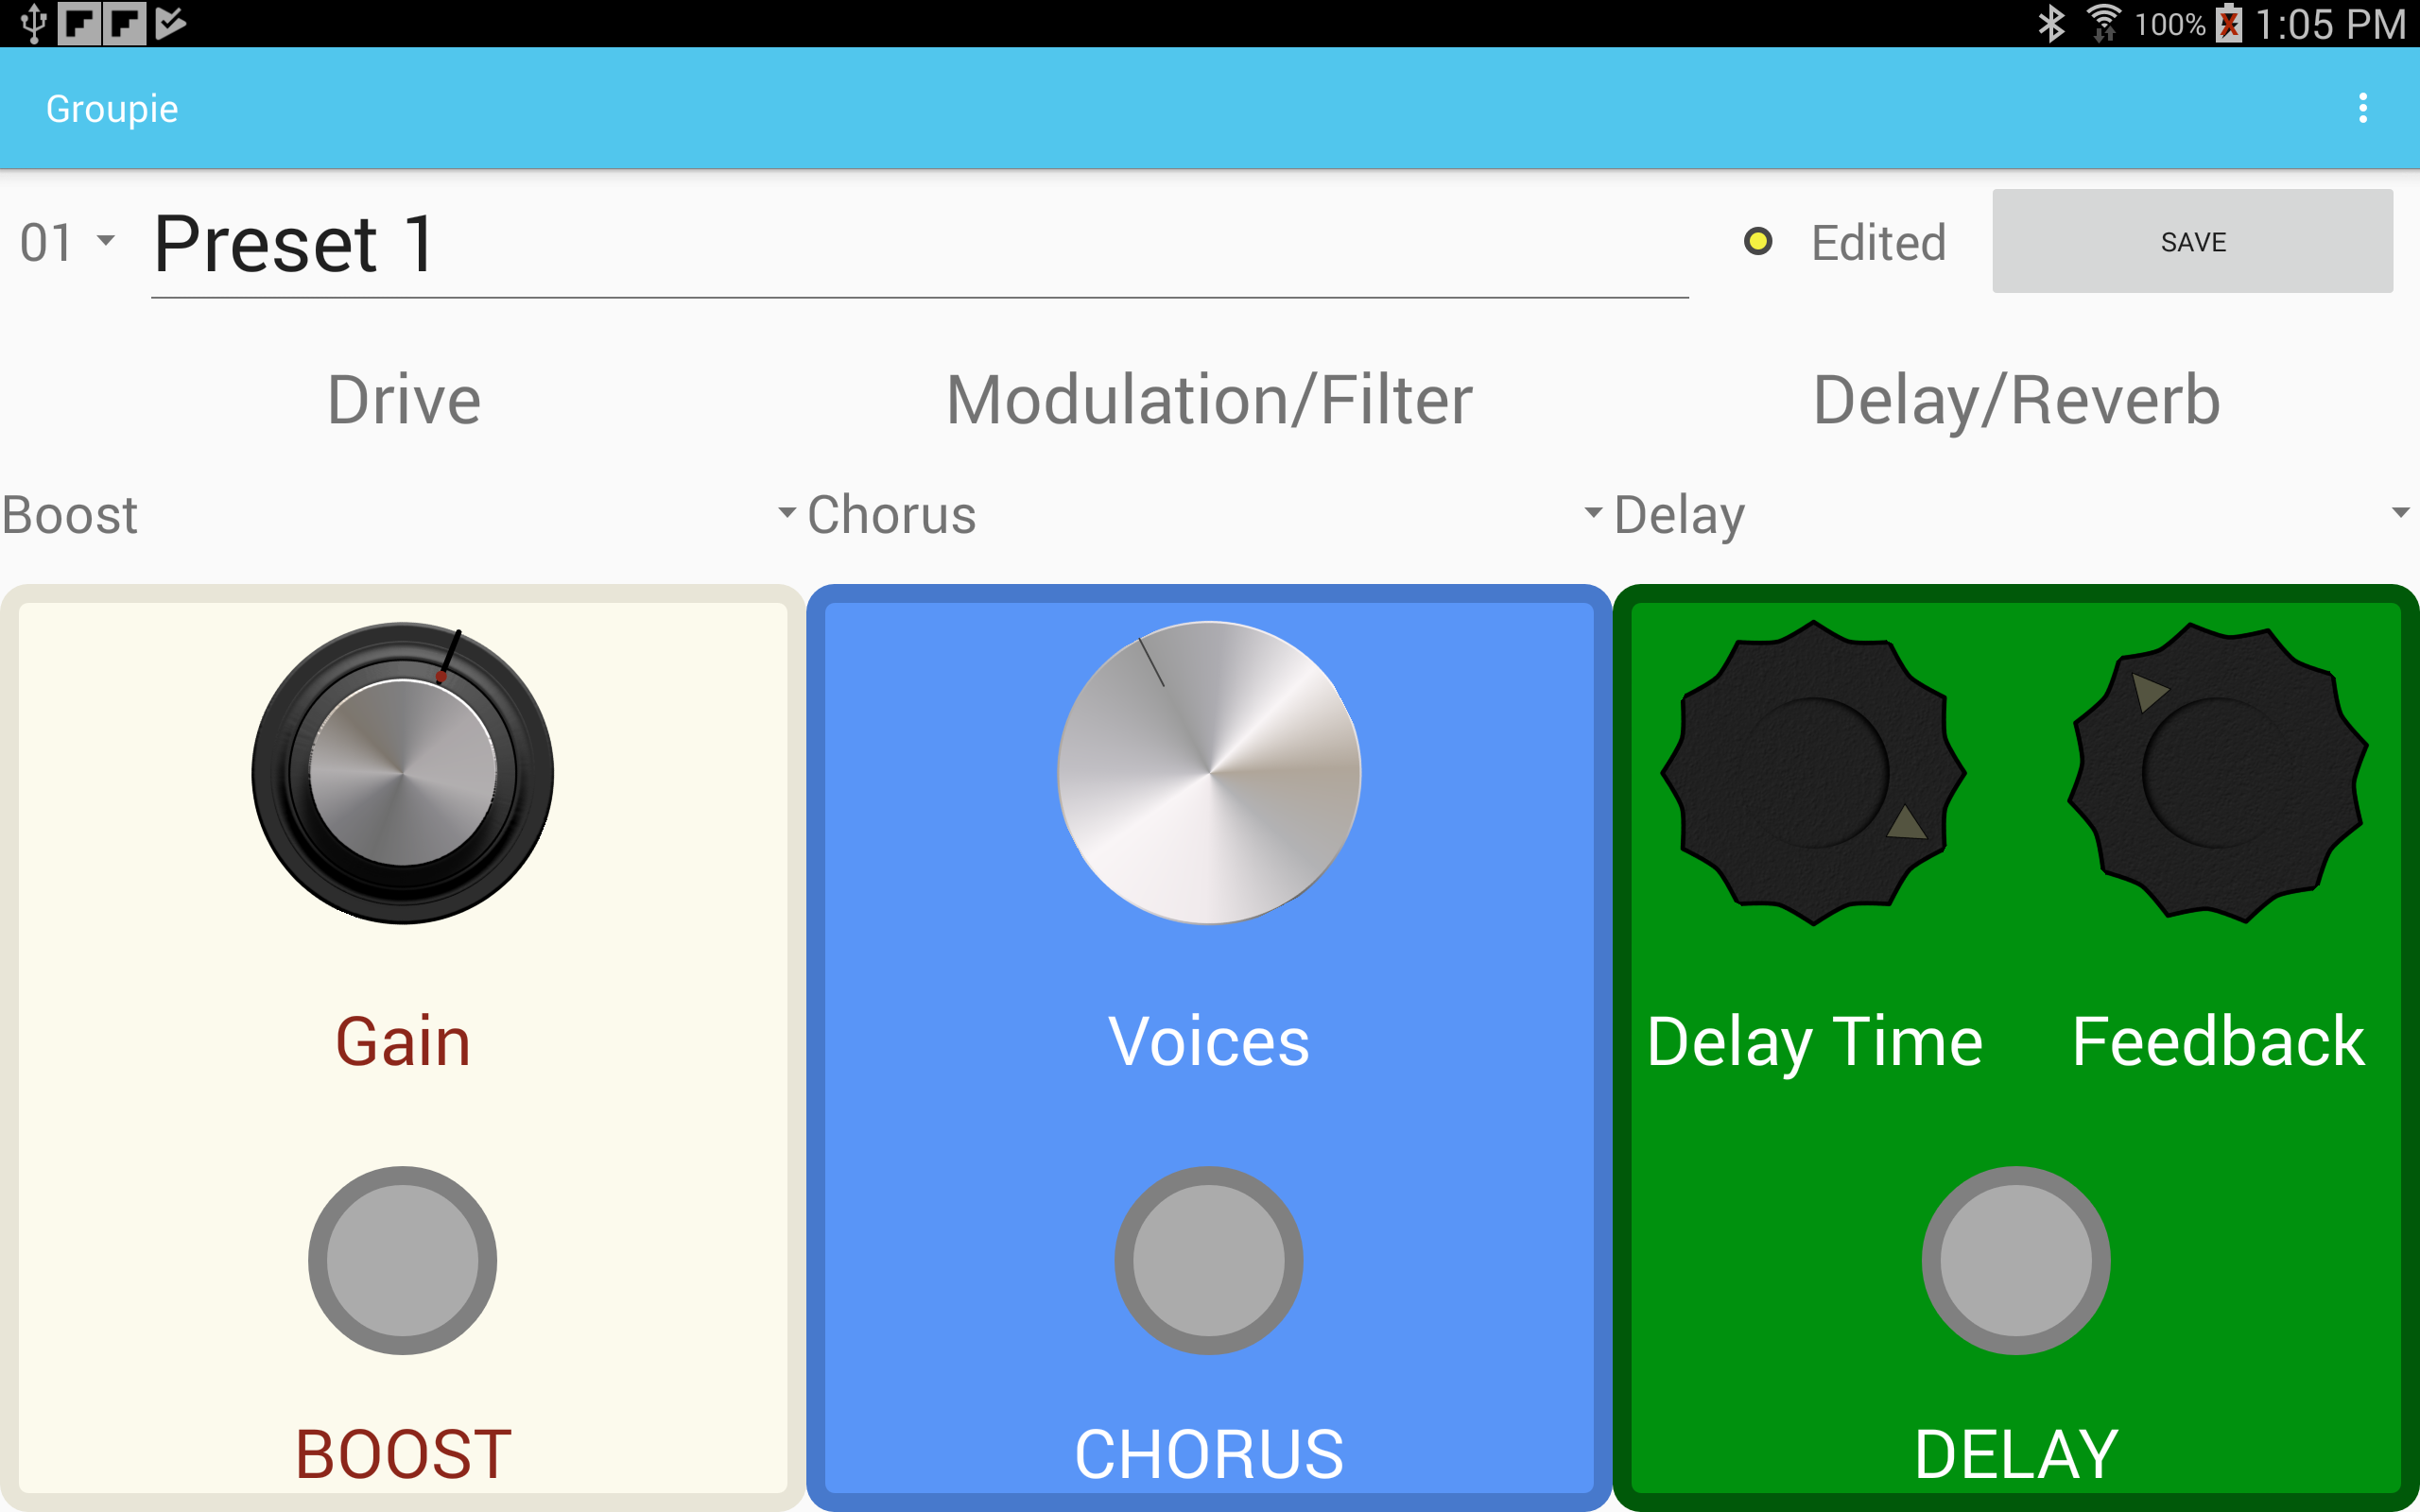 100% 1:05 PM
Groupie
01 Preset 1 Edited SAVE
Drive Modulation/Filter Delay/Reverb
Boost Chorus Delay
Gain Voices Delay Time Feedback
BOOST CHORUS DELAY